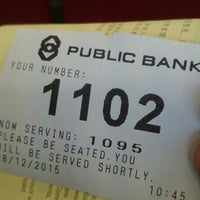 PUBLIC BANK
YOUR NUMBER:
1102
NOW SERVING: 1095
PLEASE BE SEATED.YOU
WILL BE SERVED SHORTLY.
28/12/2015 10:45